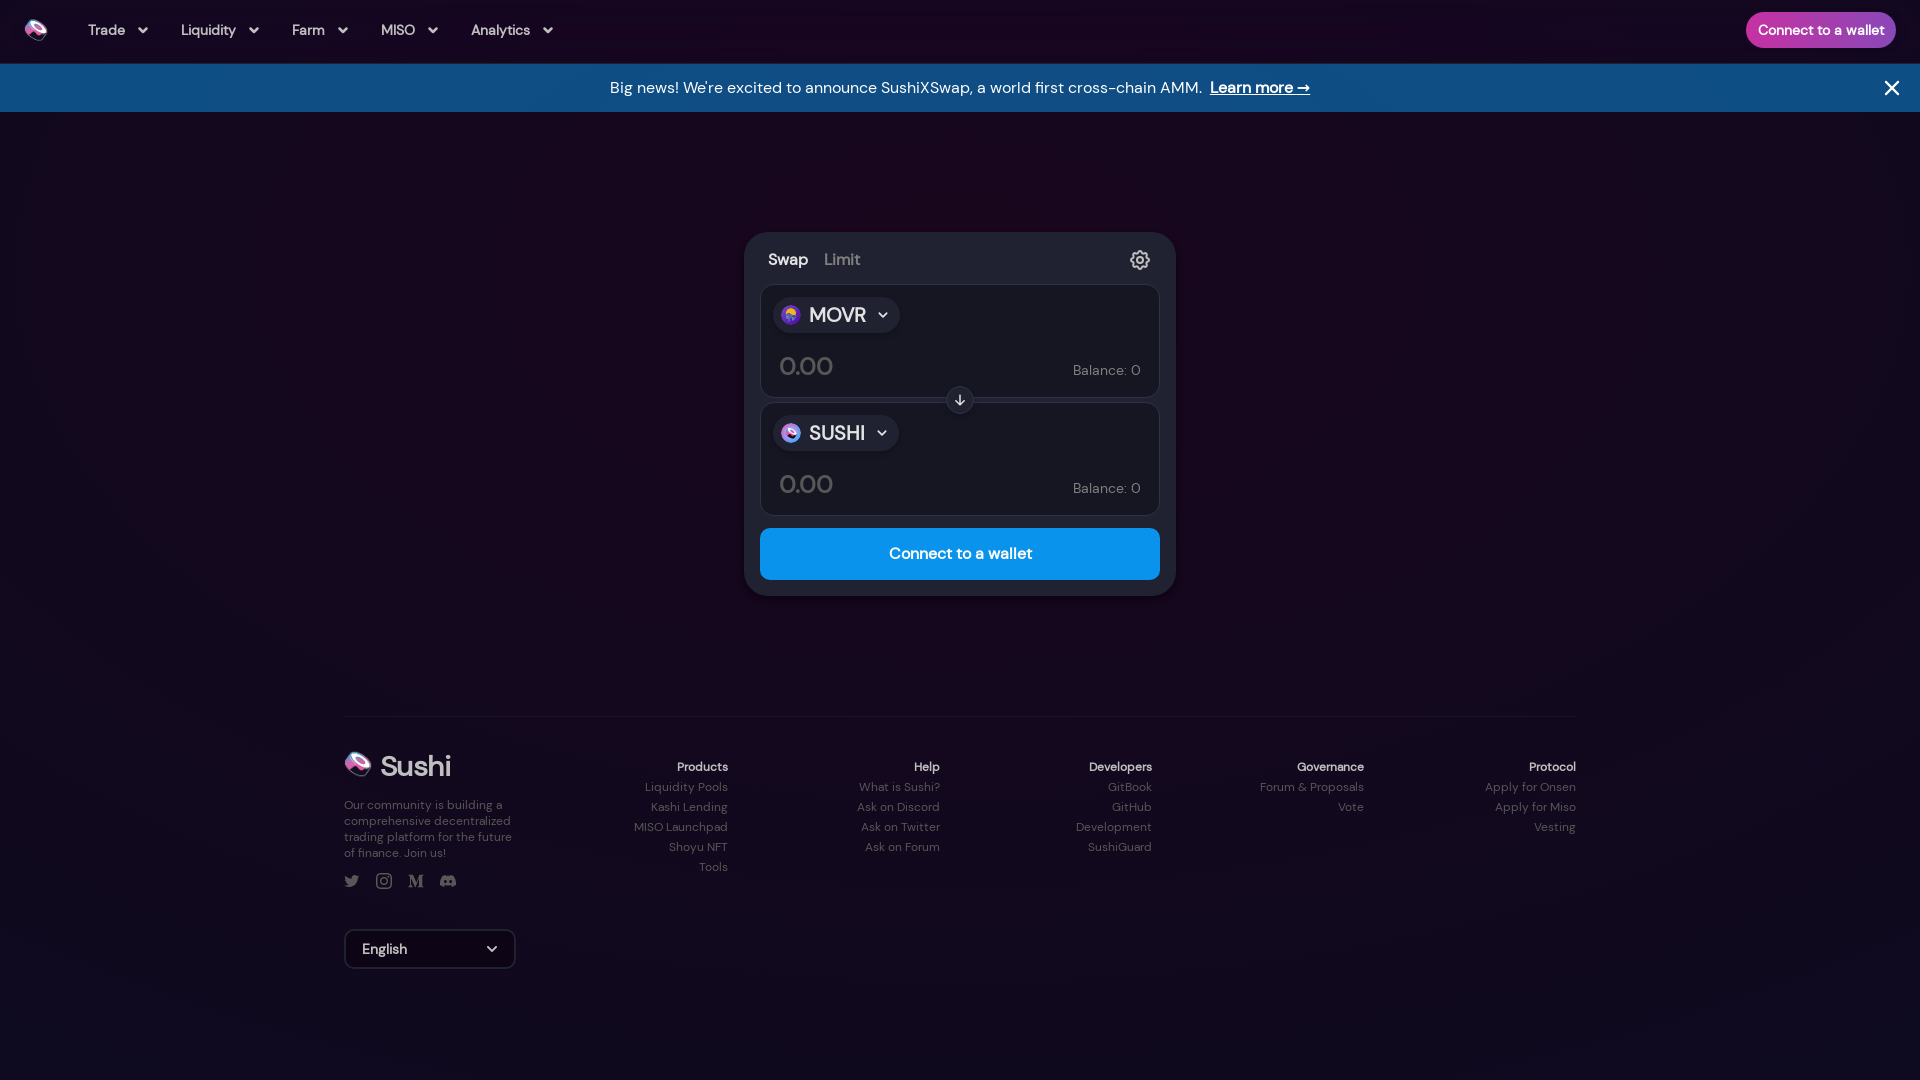 Trade
Liquidity
Farm
MISO
Analytics
Connect to a wallet
Big news! We're excited to announce SushiXSwap, a world first cross-chain AMM. Learn more →
Swap
Limit
MOVR
0.00
Balance: 0
SUSHI
0.00
Balance: 0
Connect to a wallet
Sushi
Our community is building a
comprehensive decentralized
trading platform for the future
of finance. Join us!
English
Products
Liquidity Pools
Kashi Lending
MISO Launchpad
Shoyu NFT
Tools
Help
What is Sushi?
Ask on Discord
Ask on Twitter
Ask on Forum
Developers
GitBook
GitHub
Development
SushiGuard
Governance
Forum & Proposals
Vote
Protocol
Apply for Onsen
Apply for Miso
Vesting